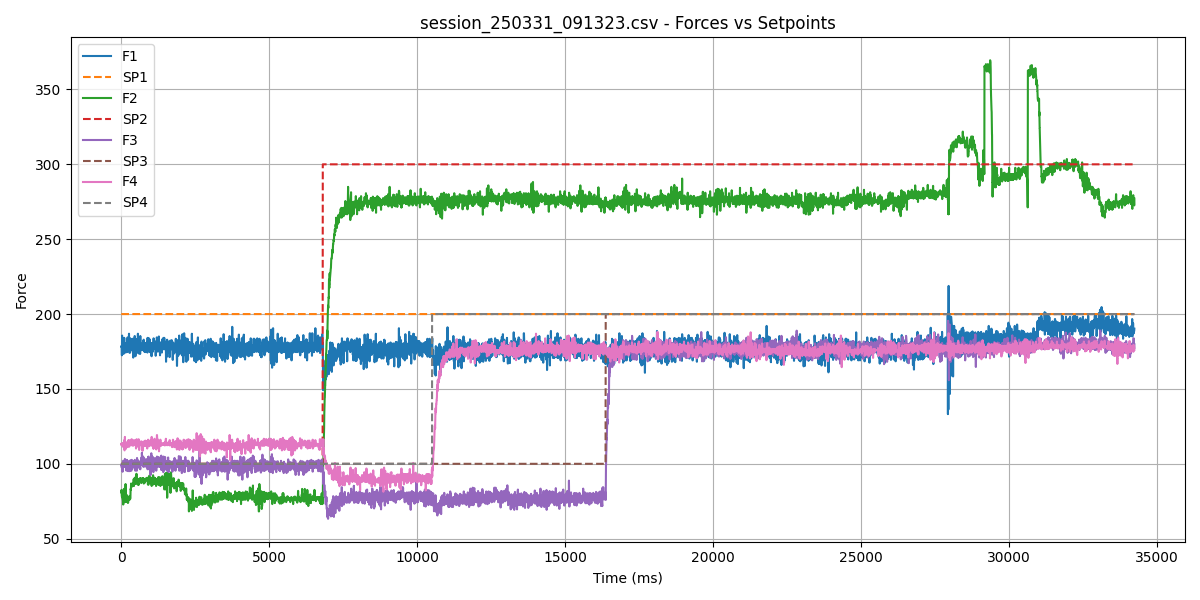 session_250331_091323.csv - Forces vs Setpoints
F1
SP1
F2
SP2
F3
SP3
F4
SP4
Force
350
300
250
200
150
100
50
0
5000
10000
15000
20000
25000
30000
35000
Time (ms)